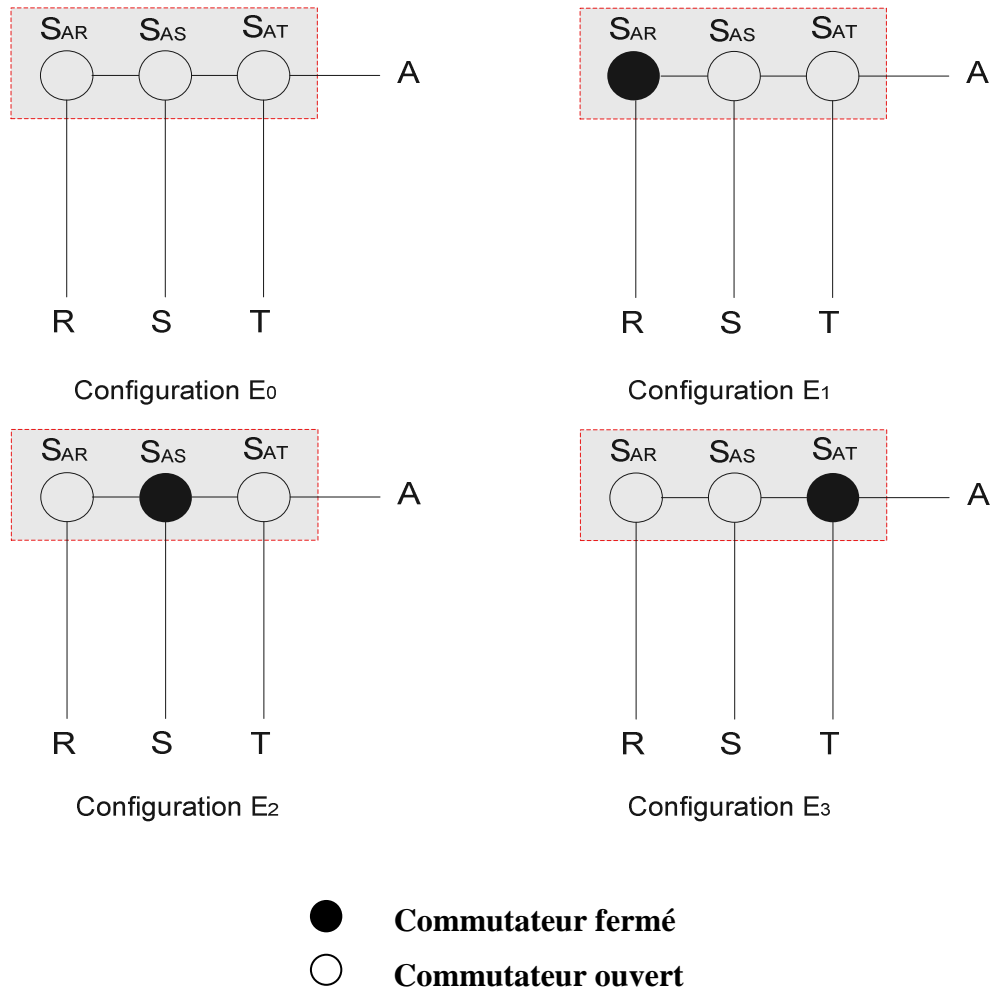 SAR SAS SAT
A
R S T
Configuration E0
SAR SAS SAT
A
R S T
Configuration E1
SAR SAS SAT
A
R S T
Configuration E2
SAR SAS SAT
A
R S T
Configuration E3
Commutateur fermé
Commutateur ouvert